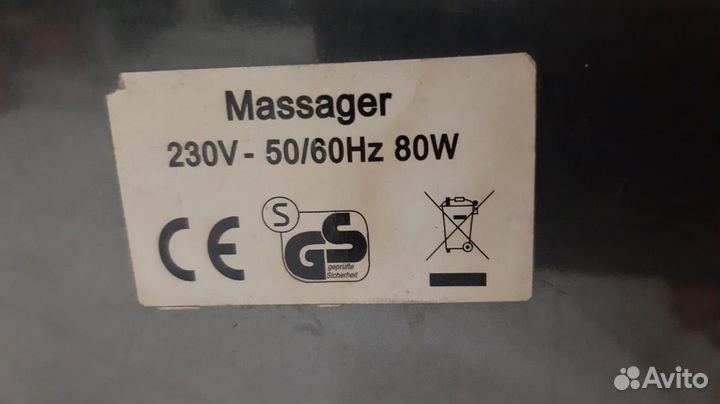 Massager
230V- 50/60Hz 80W
CE
S
GS
geprüfte
Sicherheit
Avito